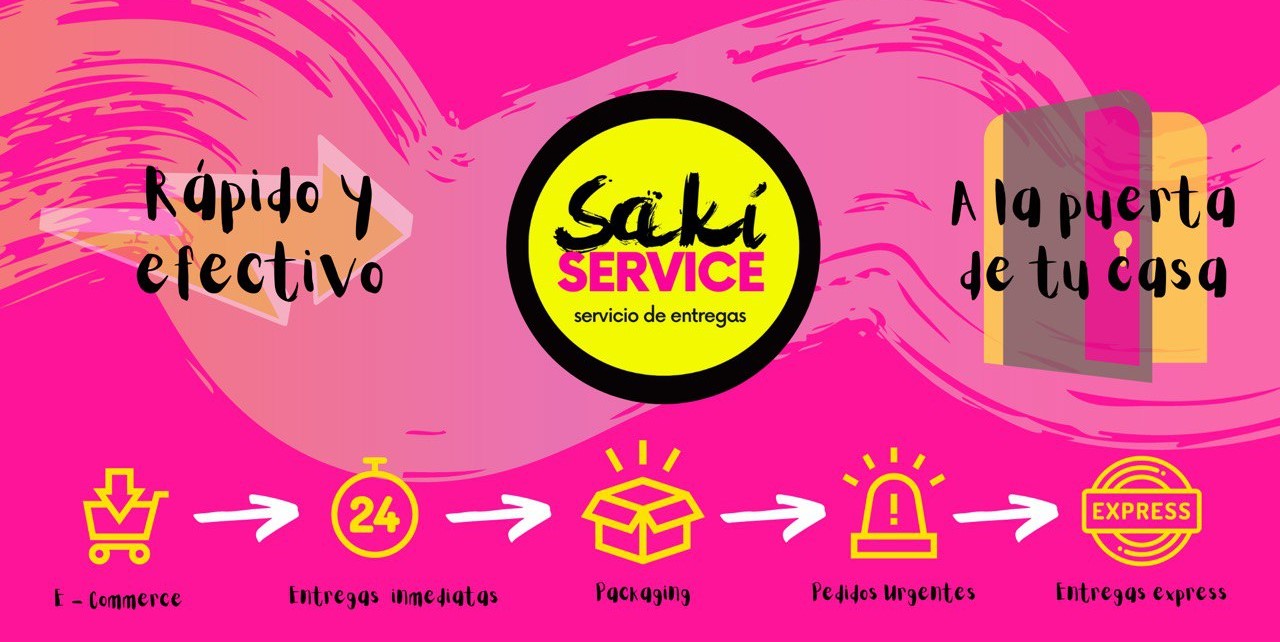 Rápido y
efectivo
Saki
SERVICE
servicio de entregas
A la puerta
de tu casa
24
EXPRESS
E - Commerce
Entregas inmediatas
Packaging
Pedidos Urgentes
Entregas express